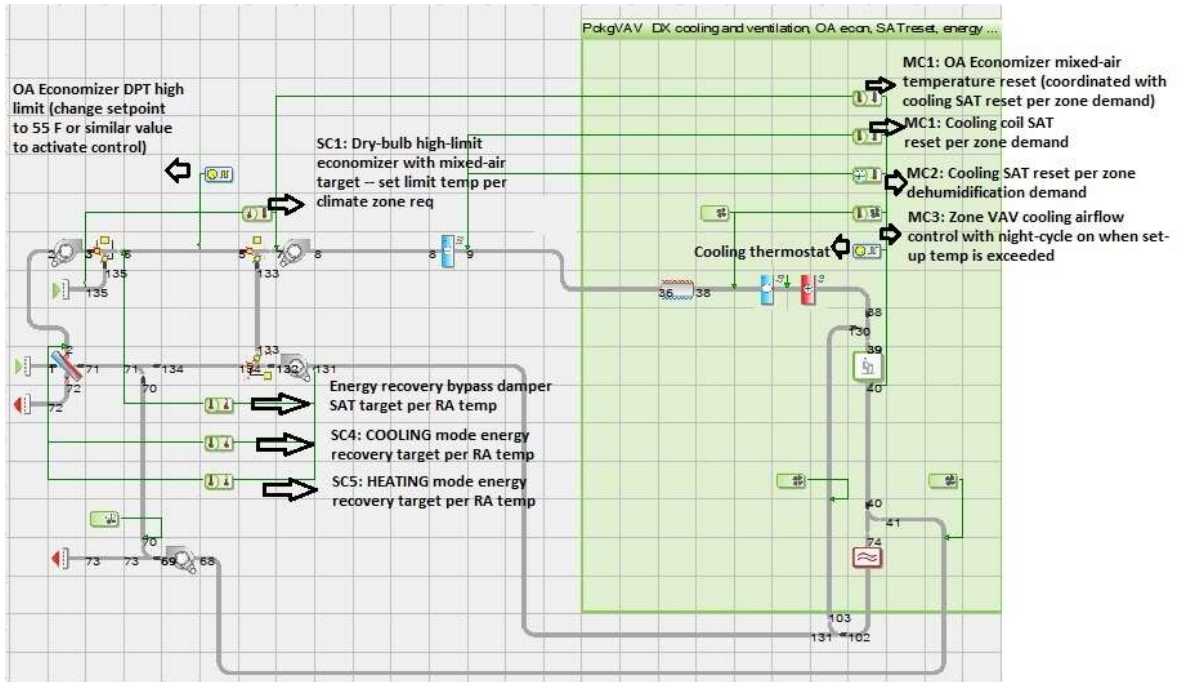 PckgVAV DX cooling and ventilation, OA econ, SATreset, energy ...
OA Economizer DPT high
limit (change setpoint
to 55 F or similar value
to activate control)
SC1: Dry-bulb high-limit
economizer with mixed-air
target -- set limit temp per
climate zone req
MC1: OA Economizer mixed-air
temperature reset (coordinated with
cooling SAT reset per zone demand)
MC1: Cooling coil SAT
reset per zone demand
MC2: Cooling SAT reset per zone
dehumidification demand
MC3: Zone VAV cooling airflow
control with night-cycle on when set-
up temp is exceeded
Cooling thermostat
2 3 5 5 7 8 8 9
135 133
135
36 38
38
130
133 39
1 71 71 134 134 132 131
72 70 40
72
Energy recovery bypass damper
SAT target per RA temp
SC4: COOLING mode energy
recovery target per RA temp
SC5: HEATING mode energy
recovery target per RA temp
40
41
70 74
73 73 69 68
103
131 102